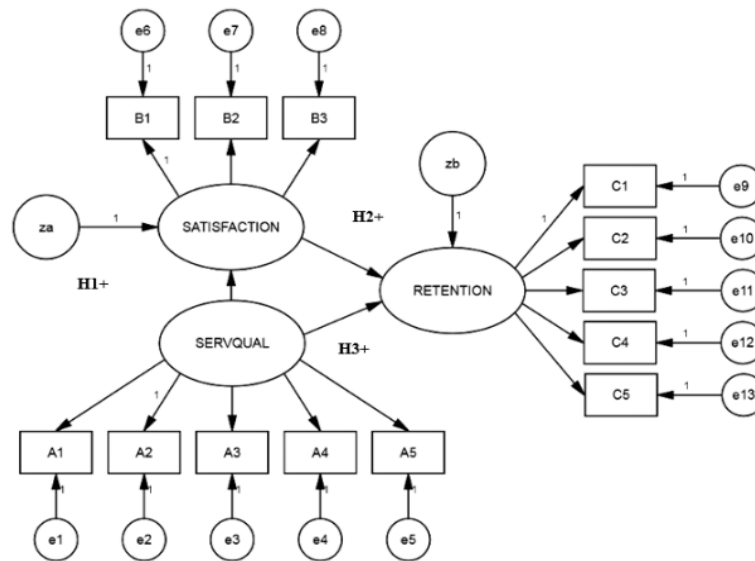 e6 e7 e8
1 1 1
B1 B2 B3
1
zb
za 1 SATISFACTION H2+ 1
H1+
SERVQUAL H3+
RETENTION
1 C1 1 e9
C2 1 e10
C3 1 e11
C4 1 e12
C5 1 e13
1
A1 A2 A3 A4 A5
1 1 1 1 1
e1 e2 e3 e4 e5